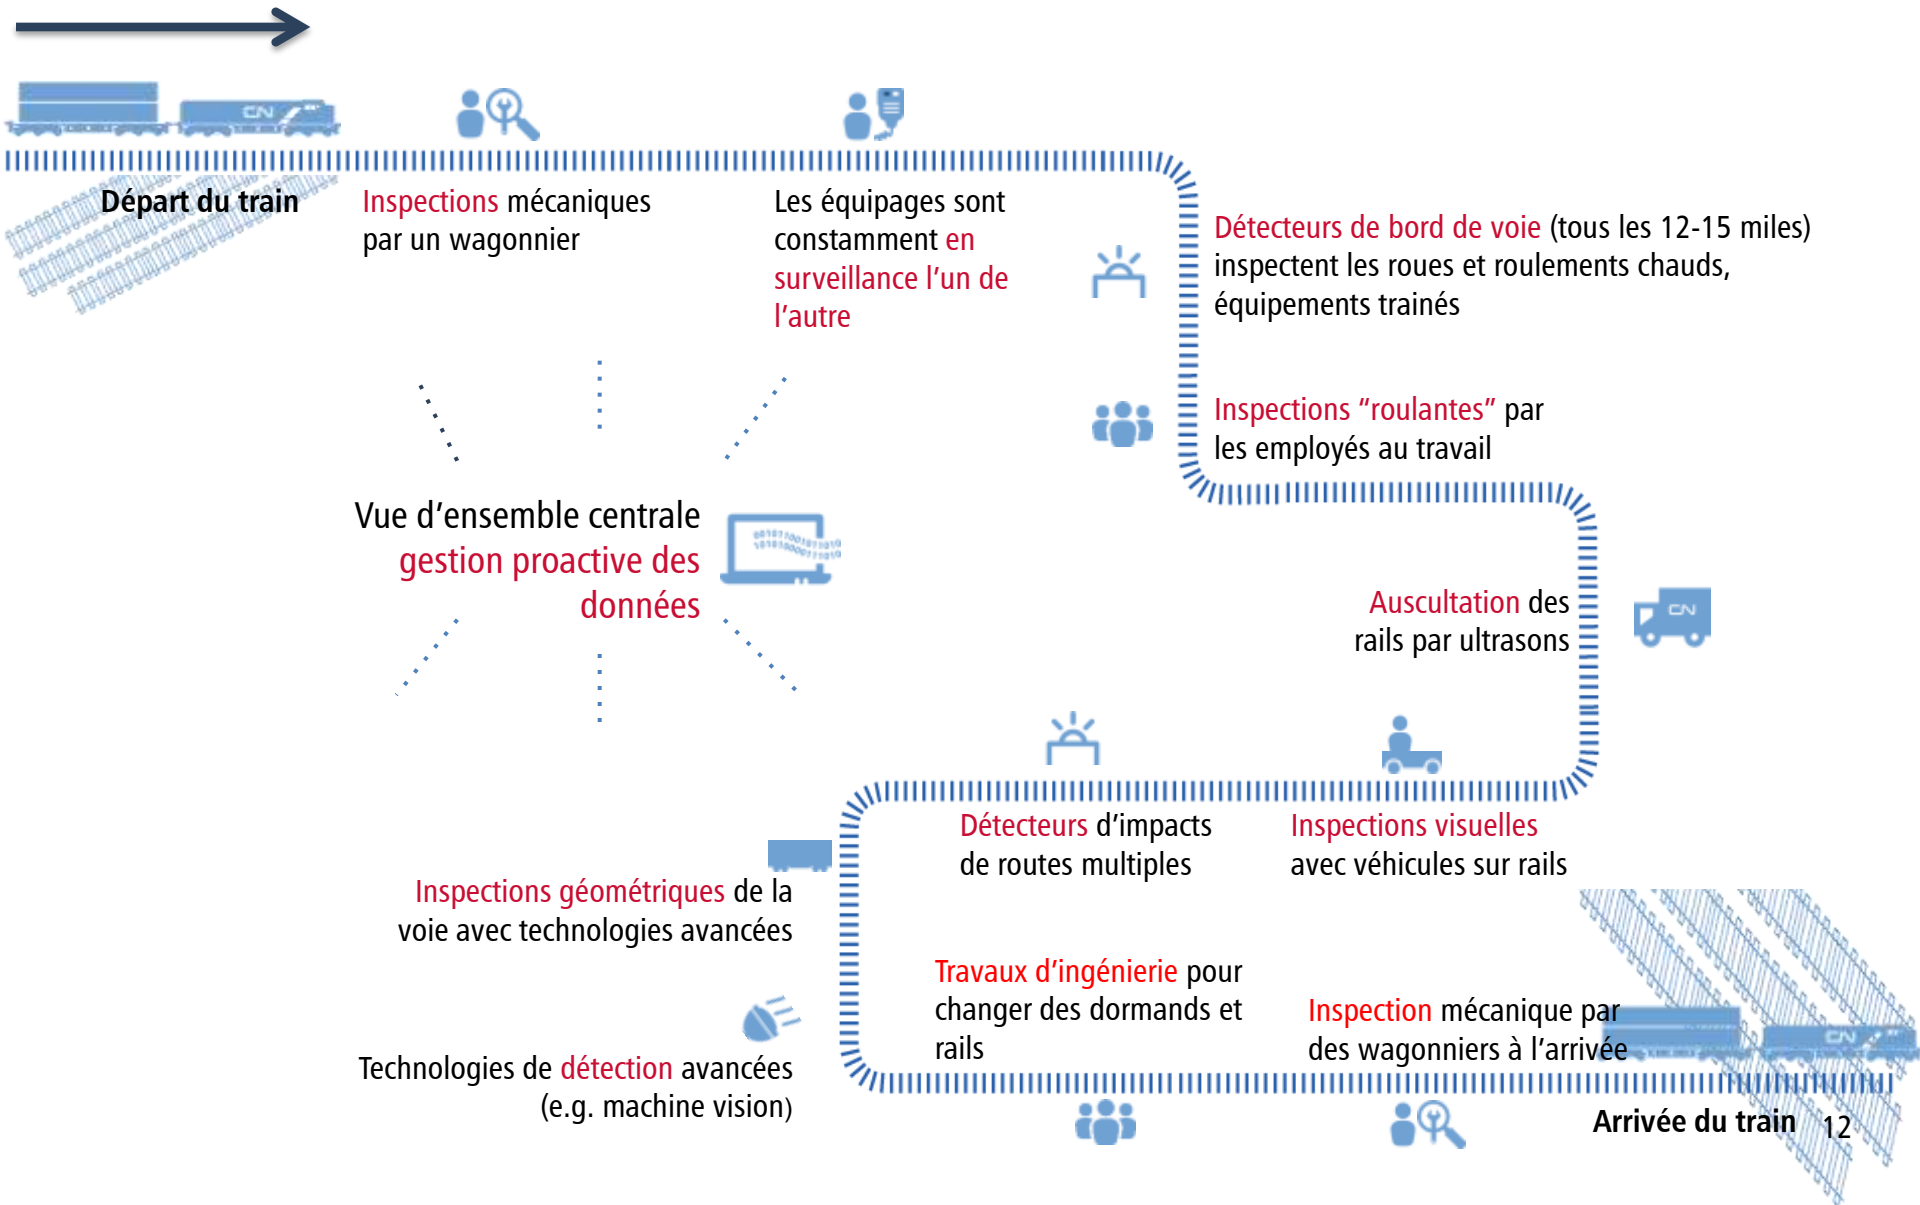 CN
Départ du train
Inspections mécaniques
par un wagonnier
Les équipages sont
constamment en
surveillance l'un de
l'autre
Détecteurs de bord de voie (tous les 12-15 miles)
inspectent les roues et roulements chauds,
équipements trainés
Inspections “roulantes” par
les employés au travail
Vue d'ensemble centrale
gestion proactive des
données
Auscultation des
rails par ultrasons
CN
Détecteurs d'impacts
de routes multiples
Inspections visuelles
avec véhicules sur rails
Inspections géométriques de la
voie avec technologies avancées
Technologies de détection avancées
(e.g. machine vision)
Travaux d'ingénierie pour
changer des dormands et
rails
Inspection mécanique par
des wagonniers à l'arrivée
CN
Arrivée du train
12